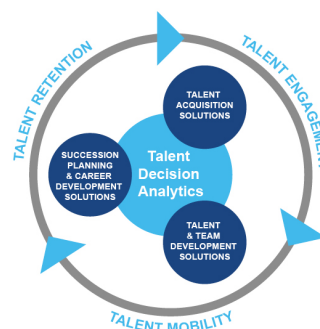 TALENT RETENTION
TALENT ENGAGEMENT
TALENT
ACQUISITION
SOLUTIONS
SUCCESSION
PLANNING
& CAREER
DEVELOPMENT
SOLUTIONS
Talent
Decision
Analytics
TALENT
& TEAM
DEVELOPMENT
SOLUTIONS
TALENT MOBILITY